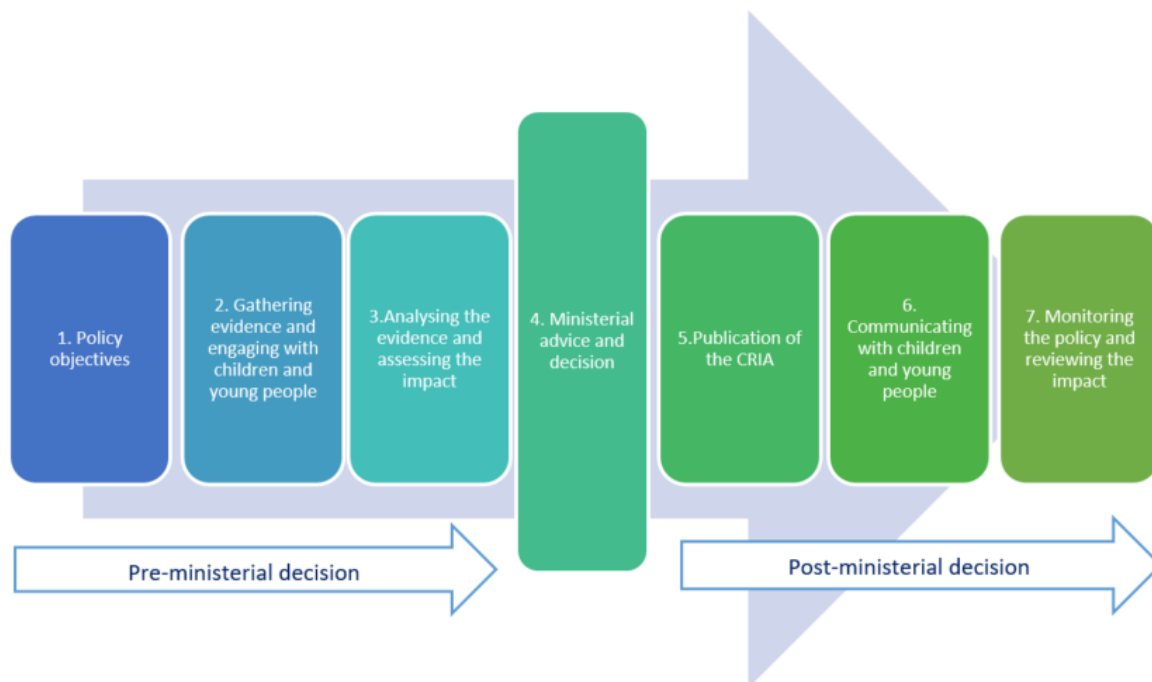 1. Policy
objectives
2. Gathering
evidence and
engaging with
children and
young people
3.Analysing the
evidence and
assessing the
impact
4. Ministerial
advice and
decision
5.Publication of
the CRIA
6.
Communicating
with children
and young
people
7. Monitoring
the policy and
reviewing the
impact
Pre-ministerial decision
Post-ministerial decision